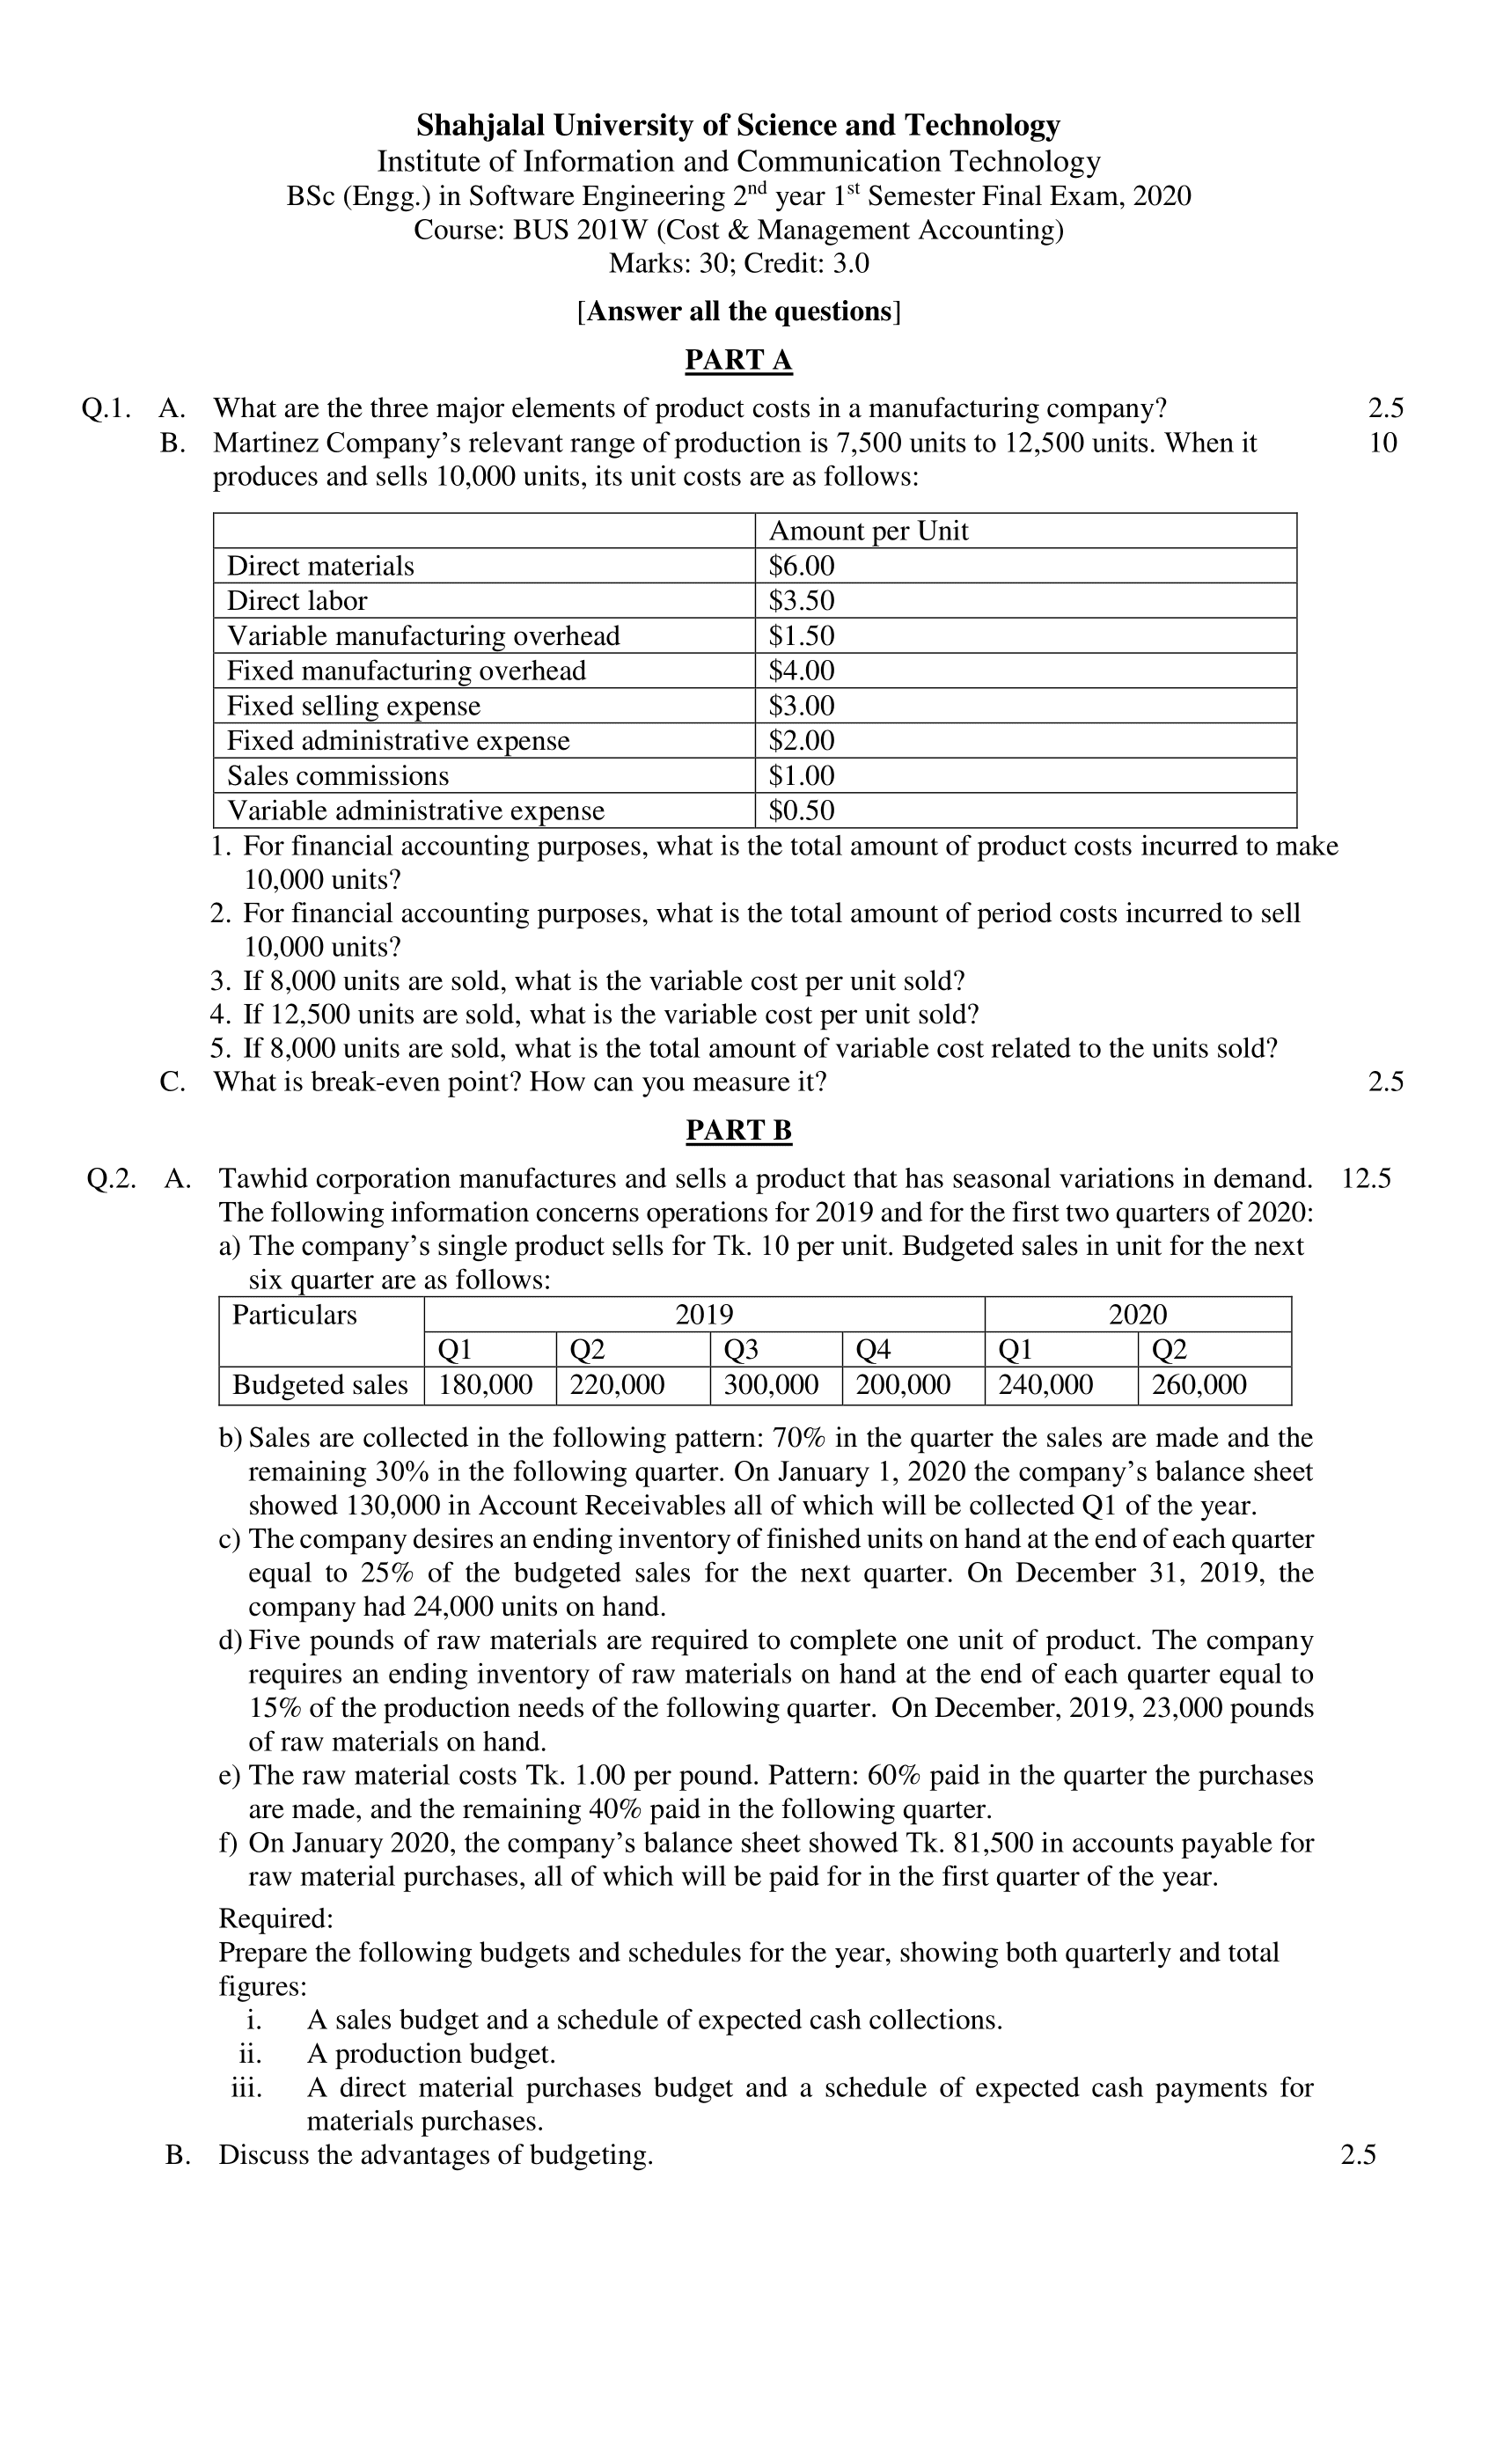 Shahjalal University of Science and Technology
Institute of Information and Communication Technology
BSc (Engg.) in Software Engineering 2nd year 1st Semester Final Exam, 2020
Course: BUS 201W (Cost & Management Accounting)
Marks: 30; Credit: 3.0
[Answer all the questions]
PART A
Q.1. A. What are the three major elements of product costs in a manufacturing company? 2.5
B. Martinez Company's relevant range of production is 7,500 units to 12,500 units. When it 10
produces and sells 10,000 units, its unit costs are as follows:
Amount per Unit
Direct materials $6.00
Direct labor $3.50
Variable manufacturing overhead $1.50
Fixed manufacturing overhead $4.00
Fixed selling expense $3.00
Fixed administrative expense $2.00
Sales commissions $1.00
Variable administrative expense $0.50
1. For financial accounting purposes, what is the total amount of product costs incurred to make
10,000 units?
2. For financial accounting purposes, what is the total amount of period costs incurred to sell
10,000 units?
3. If 8,000 units are sold, what is the variable cost per unit sold?
4. If 12,500 units are sold, what is the variable cost per unit sold?
5. If 8,000 units are sold, what is the total amount of variable cost related to the units sold?
C. What is break-even point? How can you measure it? 2.5
PART B
Q.2. A. Tawhid corporation manufactures and sells a product that has seasonal variations in demand. 12.5
The following information concerns operations for 2019 and for the first two quarters of 2020:
a) The company's single product sells for Tk. 10 per unit. Budgeted sales in unit for the next
six quarter are as follows:
Particulars 2019 2020
Q1 Q2 Q3 Q4 Q1 Q2
Budgeted sales 180,000 220,000 300,000 200,000 240,000 260,000
b) Sales are collected in the following pattern: 70% in the quarter the sales are made and the
remaining 30% in the following quarter. On January 1, 2020 the company's balance sheet
showed 130,000 in Account Receivables all of which will be collected Q1 of the year.
c) The company desires an ending inventory of finished units on hand at the end of each quarter
equal to 25% of the budgeted sales for the next quarter. On December 31, 2019, the
company had 24,000 units on hand.
d) Five pounds of raw materials are required to complete one unit of product. The company
requires an ending inventory of raw materials on hand at the end of each quarter equal to
15% of the production needs of the following quarter. On December, 2019, 23,000 pounds
of raw materials on hand.
e) The raw material costs Tk. 1.00 per pound. Pattern: 60% paid in the quarter the purchases
are made, and the remaining 40% paid in the following quarter.
f) On January 2020, the company's balance sheet showed Tk. 81,500 in accounts payable for
raw material purchases, all of which will be paid for in the first quarter of the year.
Required:
Prepare the following budgets and schedules for the year, showing both quarterly and total
figures:
i. A sales budget and a schedule of expected cash collections.
ii. A production budget.
iii. A direct material purchases budget and a schedule of expected cash payments for
materials purchases.
B. Discuss the advantages of budgeting. 2.5